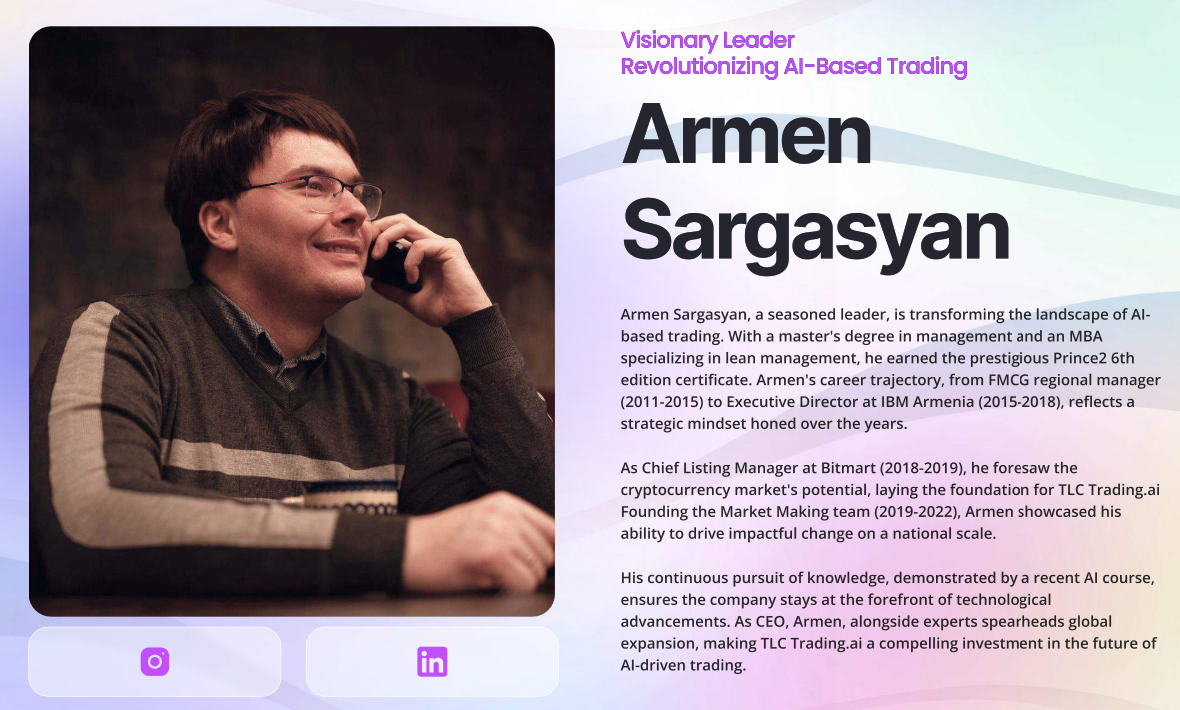 Visionary Leader
Revolutionizing AI-Based Trading
Armen
Sargasyan
Armen Sargasyan, a seasoned leader, is transforming the landscape of AI-
based trading. With a master's degree in management and an MBA
specializing in lean management, he earned the prestigious Prince2 6th
edition certificate. Armen's career trajectory, from FMCG regional manager
(2011-2015) to Executive Director at IBM Armenia (2015-2018), reflects a
strategic mindset honed over the years.
As Chief Listing Manager at Bitmart (2018-2019), he foresaw the
cryptocurrency market's potential, laying the foundation for TLC Trading.ai
Founding the Market Making team (2019-2022), Armen showcased his
ability to drive impactful change on a national scale.
His continuous pursuit of knowledge, demonstrated by a recent AI course,
ensures the company stays at the forefront of technological
advancements. As CEO, Armen, alongside experts spearheads global
expansion, making TLC Trading.ai a compelling investment in the future of
AI-driven trading.
in